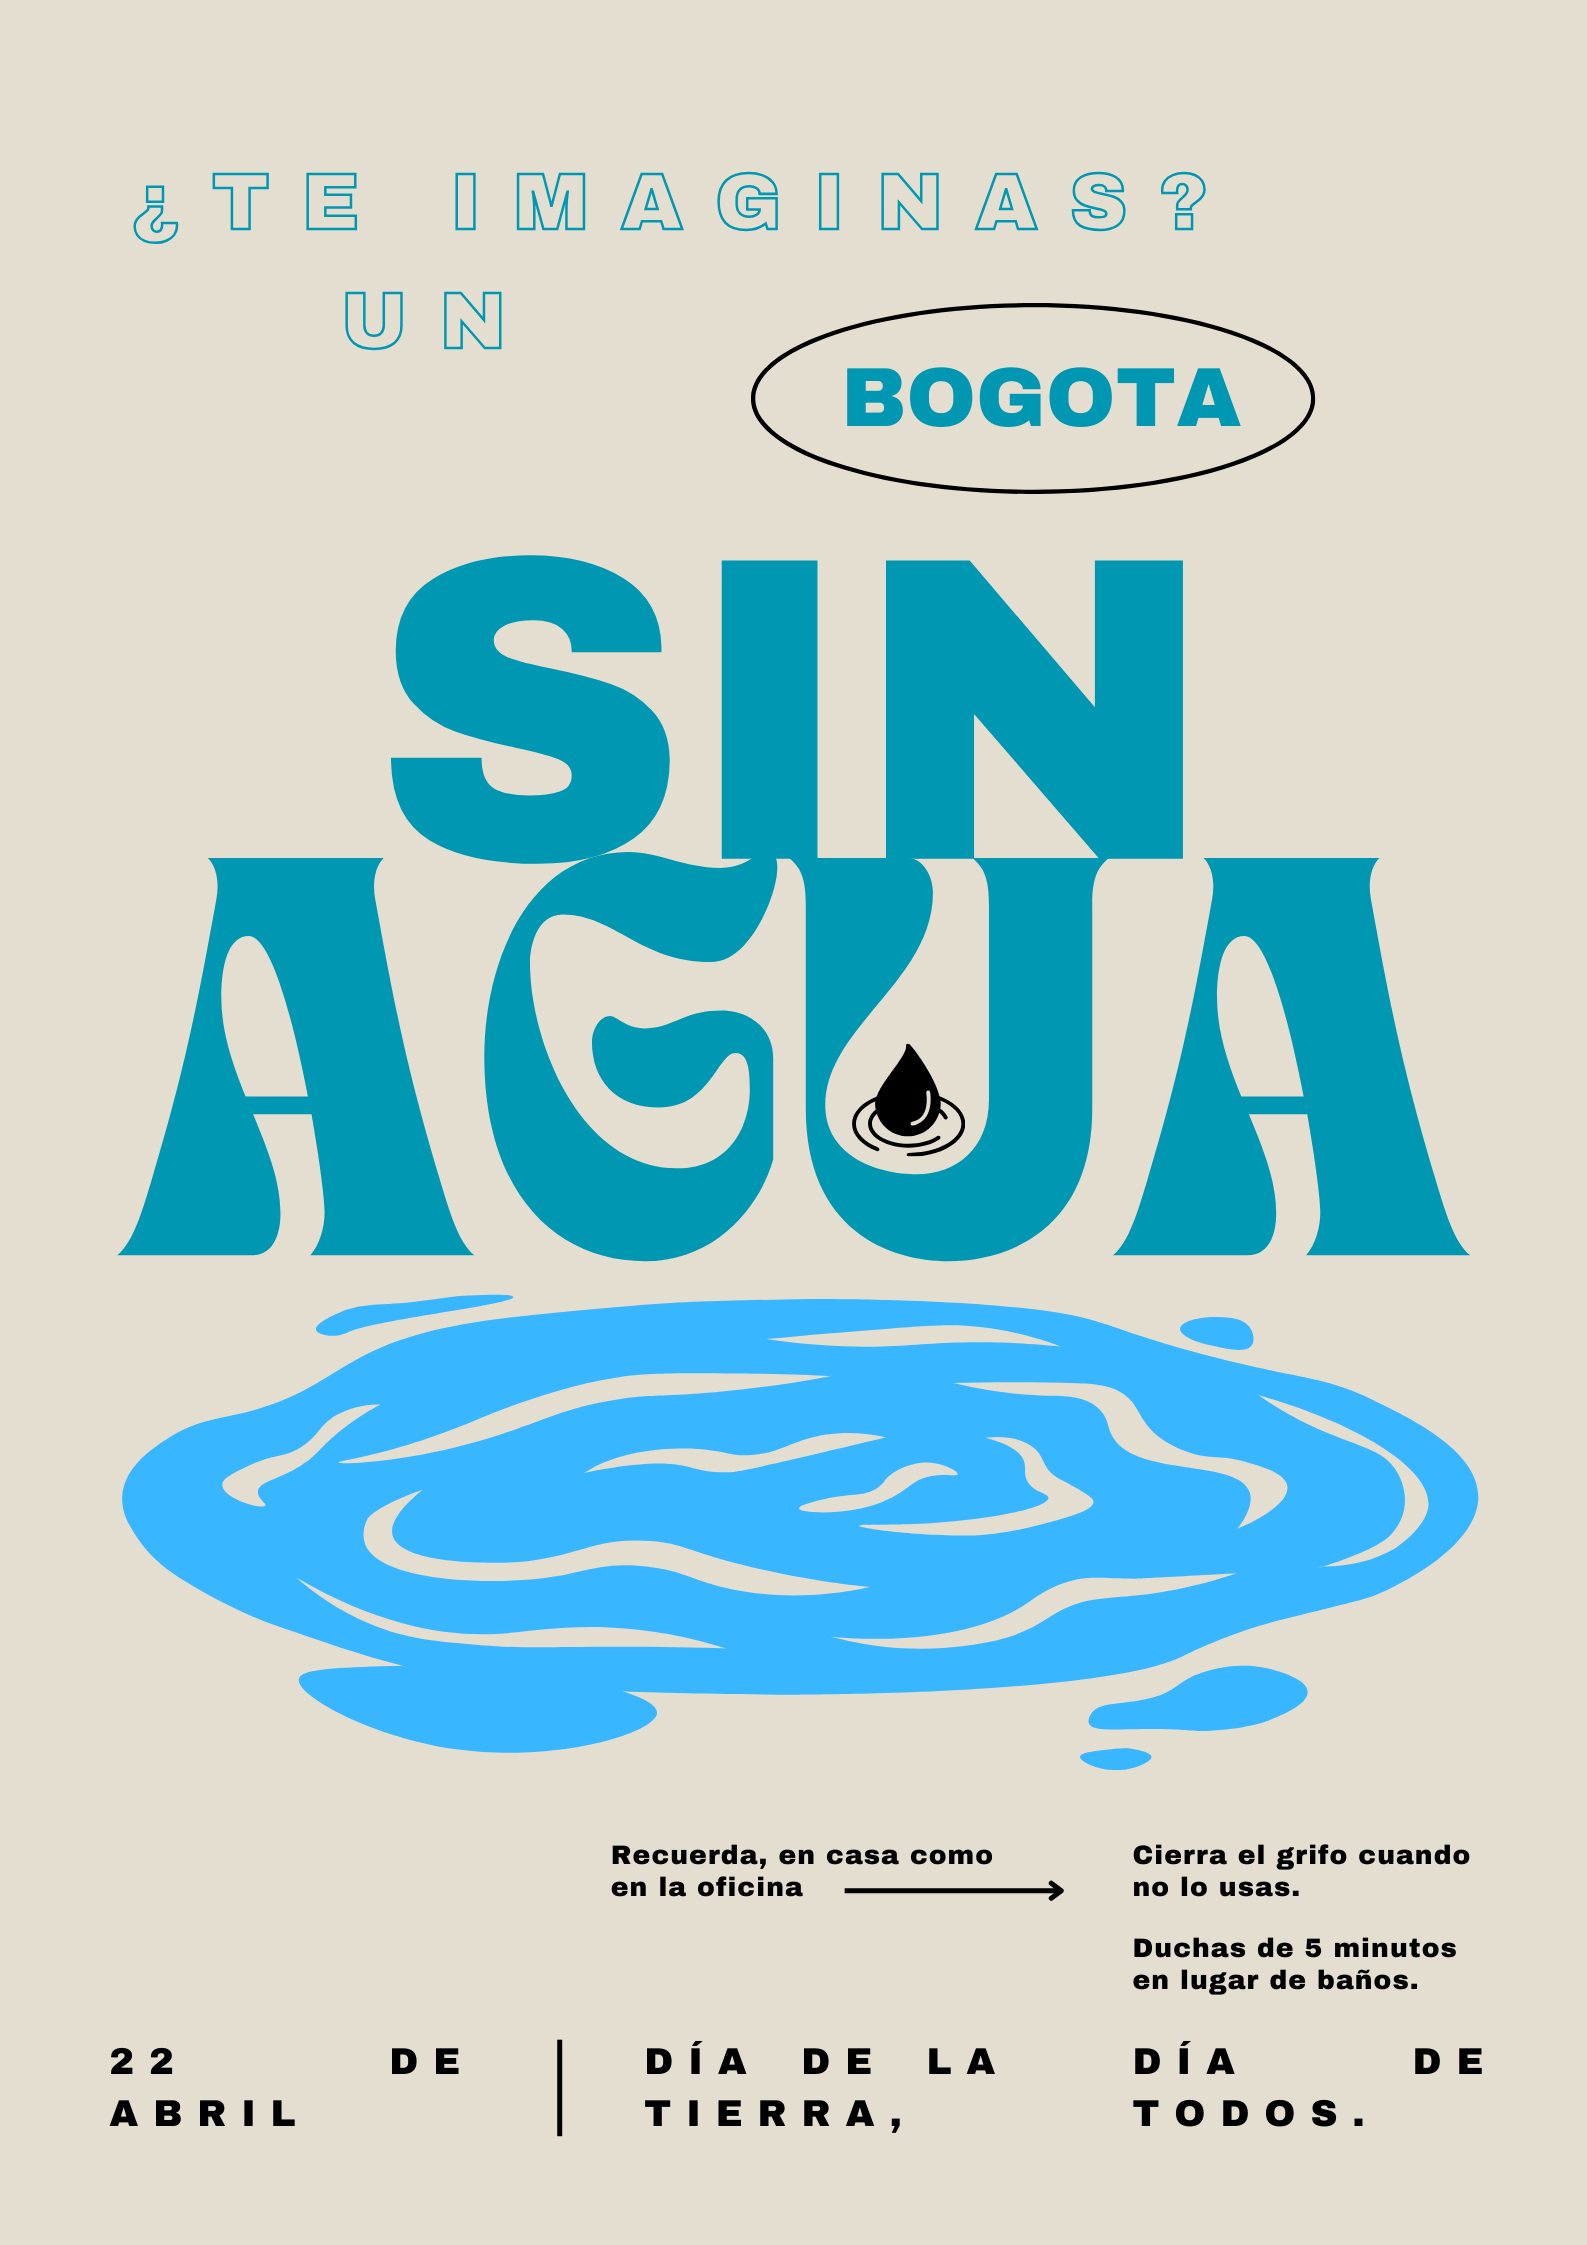 ¿TE IMAGINAS?
UN
BOGOTA
SIN
AGUA
Recuerda, en casa como
en la oficina
Cierra el grifo cuando
no lo usas.
Duchas de 5 minutos
en lugar de baños.
22 DE
ABRIL
DÍA DE LA
TIERRA,
DÍA DE
TODOS.